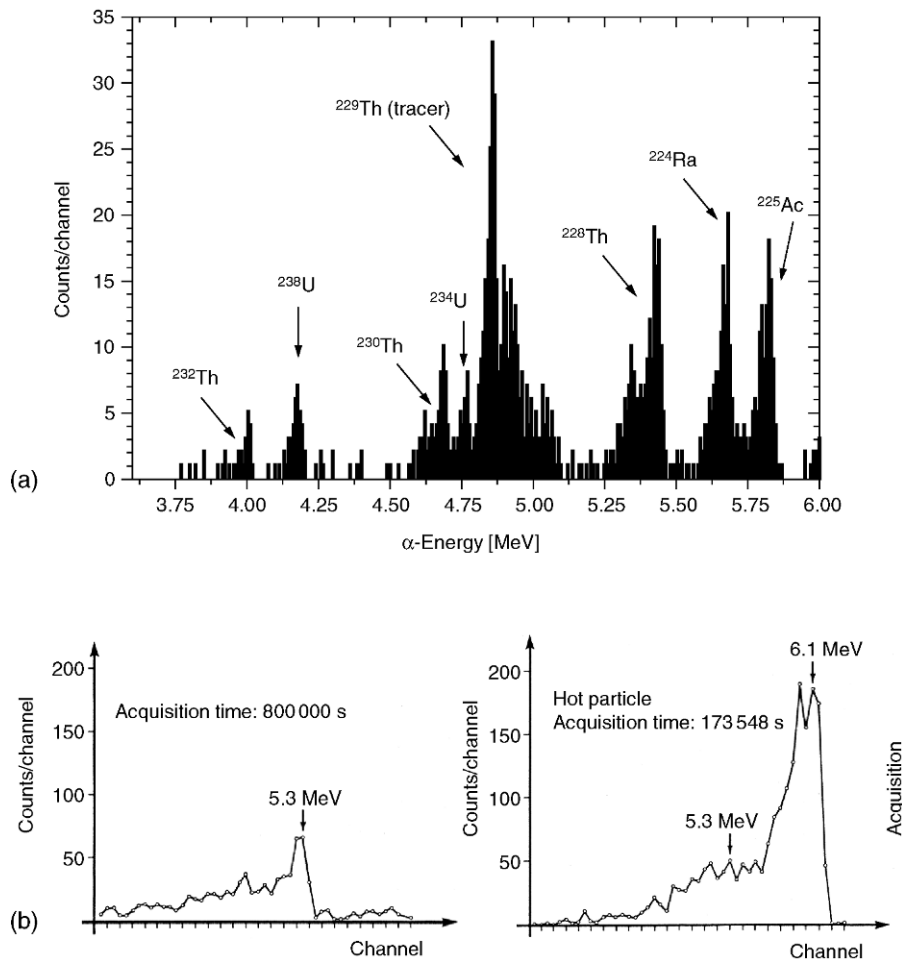 35
30
25
20
15
10
5
0
Counts/channel
²²⁹Th (tracer)
²²⁴Ra
²²⁵Ac
²²⁸Th
²³⁸U
²³⁴U
²³⁰Th
²³²Th
3.75 4.00 4.25 4.50 4.75 5.00 5.25 5.50 5.75 6.00
α-Energy [MeV]
(a)
200
150
100
50
Counts/channel
Acquisition time: 800 000 s
5.3 MeV
Channel
(b)
200
150
100
50
Counts/channel
6.1 MeV
Hot particle
Acquisition time: 173 548 s
5.3 MeV
Channel
Acquisition